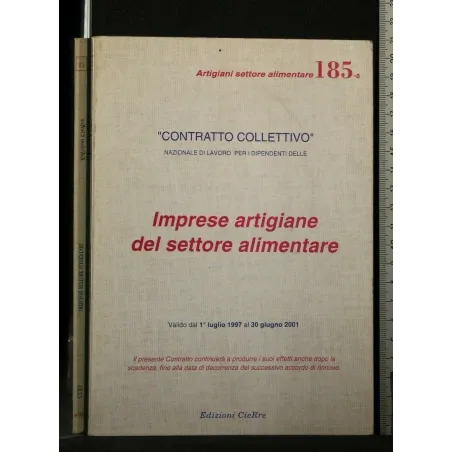 Artigiani settore alimentare 185-
"CONTRATTO COLLETTIVO"
NAZIONALE DI LAVORO PER I DIPENDENTI DELLE
Imprese artigiane
del settore alimentare
Valido dal 1° luglio 1997 al 30 giugno 2001
Il presente Contratto continuerà a produrre i suoi effetti anche dopo la
scadenza, fino alla data di decorrenza del successivo accordo di rinnovo.
Edizioni CieRre